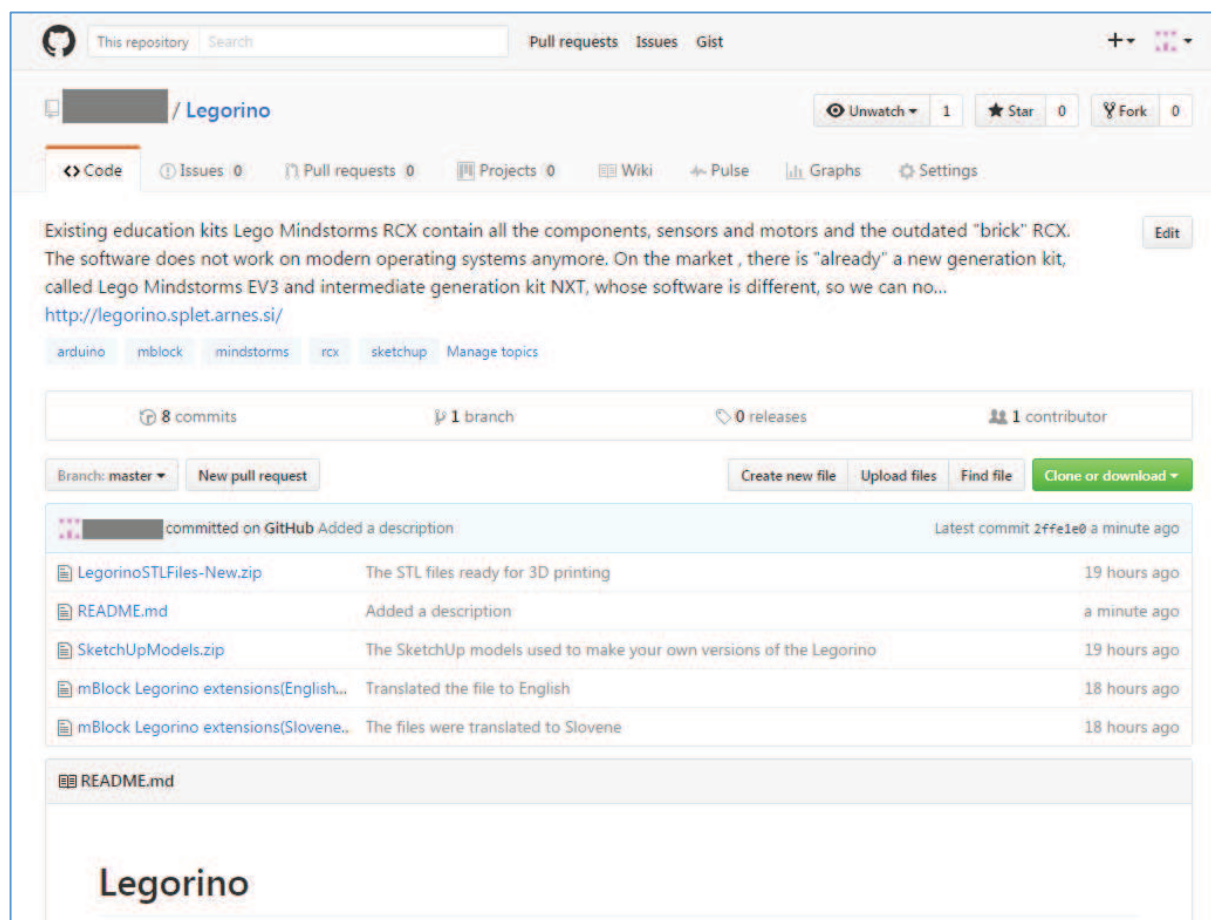 This repository Search Pull requests Issues Gist
/ Legorino Unwatch 1 Star 0 Fork 0
<> Code Issues 0 Pull requests 0 Projects 0 Wiki Pulse Graphs Settings
Existing education kits Lego Mindstorms RCX contain all the components, sensors and motors and the outdated "brick" RCX. Edit
The software does not work on modern operating systems anymore. On the market , there is "already" a new generation kit,
called Lego Mindstorms EV3 and intermediate generation kit NXT, whose software is different, so we can no...
http://legorino.splet.arnes.si/
arduino mblock mindstorms rcx sketchup Manage topics
8 commits 1 branch 0 releases 1 contributor
Branch: master New pull request Create new file Upload files Find file Clone or download
committed on GitHub Added a description Latest commit 2ffe1e0 a minute ago
LegorinoSTLFiles-New.zip The STL files ready for 3D printing 19 hours ago
README.md Added a description a minute ago
SketchUpModels.zip The SketchUp models used to make your own versions of the Legorino 19 hours ago
mBlock Legorino extensions(English... Translated the file to English 18 hours ago
mBlock Legorino extensions(Slovene... The files were translated to Slovene 18 hours ago
README.md
Legorino